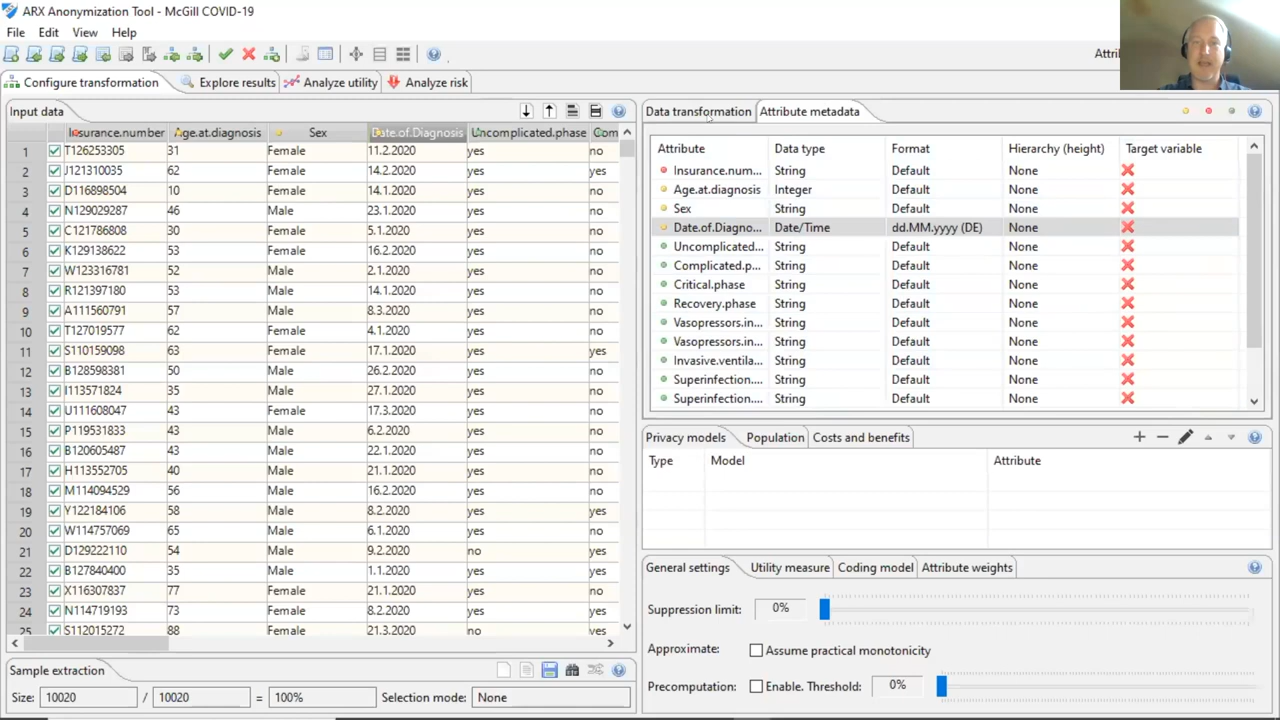 ARX Anonymization Tool - McGill COVID-19
File Edit View Help
Attri
Configure transformation Explore results Analyze utility Analyze risk
Input data
Insurance.number Age.at.diagnosis Sex Date.of.Diagnosis Uncomplicated.phase Com
1 T126253305 31 Female 11.2.2020 yes no
2 J121310035 62 Female 14.2.2020 yes yes
3 D116898504 10 Female 14.1.2020 yes no
4 N129029287 46 Male 23.1.2020 yes no
5 C121786808 30 Female 5.1.2020 yes no
6 K129138622 53 Female 16.2.2020 yes no
7 W123316781 52 Male 2.1.2020 yes no
8 R121397180 53 Male 14.1.2020 yes no
9 A111560791 57 Male 8.3.2020 yes no
10 T127019577 62 Female 4.1.2020 yes no
11 S110159098 63 Female 17.1.2020 yes yes
12 B128598381 50 Male 26.2.2020 yes no
13 I113571824 35 Male 27.1.2020 yes no
14 U111608047 43 Female 17.3.2020 yes no
15 P119531833 43 Male 6.2.2020 yes no
16 B120605487 43 Male 22.1.2020 yes no
17 H113552705 40 Male 21.1.2020 yes no
18 M114094529 56 Male 16.2.2020 yes no
19 Y122184106 58 Male 8.2.2020 yes yes
20 W114757069 65 Male 6.1.2020 yes no
21 D129222110 54 Male 9.2.2020 no yes
22 B127840400 35 Male 1.1.2020 yes yes
23 X116307837 77 Female 21.1.2020 yes no
24 N114719193 73 Female 8.2.2020 yes yes
25 S112015272 88 Female 21.3.2020 no yes
Sample extraction
Size: 10020 / 10020 = 100% Selection mode: None
Data transformation Attribute metadata
Attribute Data type Format Hierarchy (height) Target variable
Insurance.num... String Default None
Age.at.diagnosis Integer Default None
Sex String Default None
Date.of.Diagno... Date/Time dd.MM.yyyy (DE) None
Uncomplicated... String Default None
Complicated.p... String Default None
Critical.phase String Default None
Recovery.phase String Default None
Vasopressors.in... String Default None
Vasopressors.in... String Default None
Invasive.ventila... String Default None
Superinfection.... String Default None
Superinfection.... String Default None
Privacy models Population Costs and benefits
Type Model Attribute
General settings Utility measure Coding model Attribute weights
Suppression limit: 0%
Approximate: Assume practical monotonicity
Precomputation: Enable. Threshold: 0%